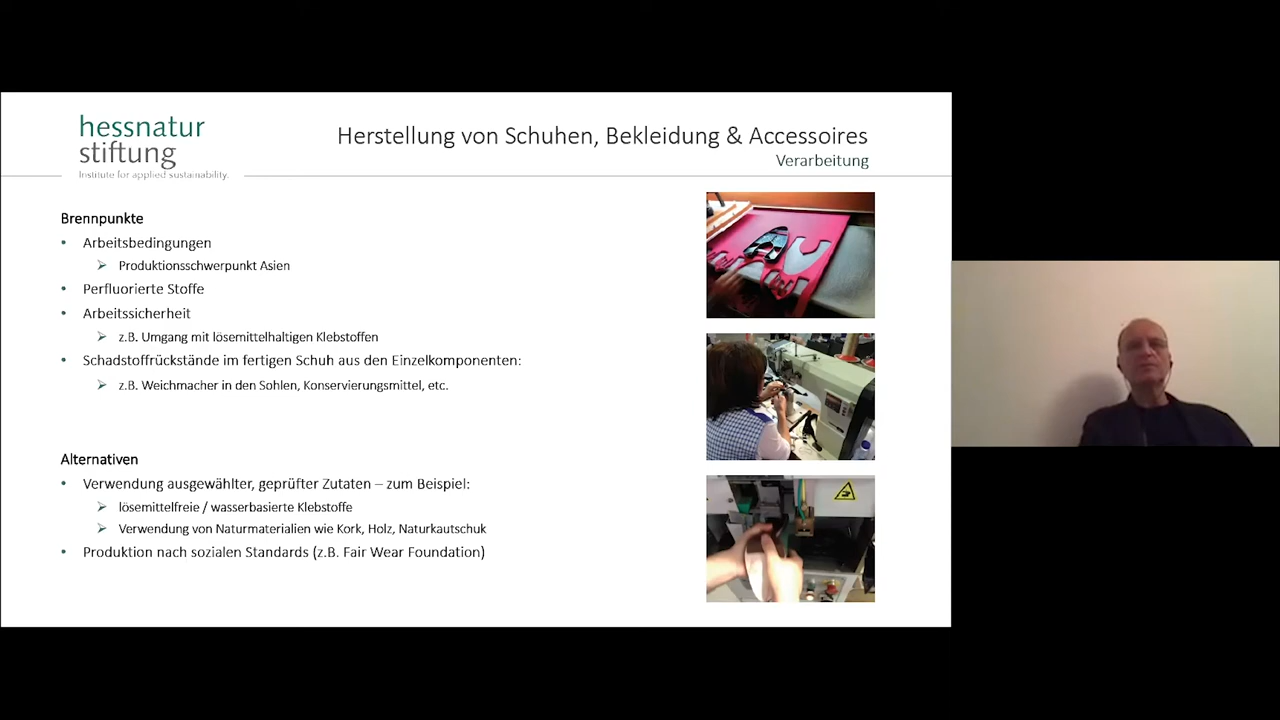 hessnatur
stiftung
Institute for applied sustainability.
Herstellung von Schuhen, Bekleidung & Accessoires
Verarbeitung
Brennpunkte
• Arbeitsbedingungen
➢ Produktionsschwerpunkt Asien
• Perfluorierte Stoffe
• Arbeitssicherheit
➢ z.B. Umgang mit lösemittelhaltigen Klebstoffen
• Schadstoffrückstände im fertigen Schuh aus den Einzelkomponenten:
➢ z.B. Weichmacher in den Sohlen, Konservierungsmittel, etc.
Alternativen
• Verwendung ausgewählter, geprüfter Zutaten – zum Beispiel:
➢ lösemittelfreie / wasserbasierte Klebstoffe
➢ Verwendung von Naturmaterialien wie Kork, Holz, Naturkautschuk
• Produktion nach sozialen Standards (z.B. Fair Wear Foundation)